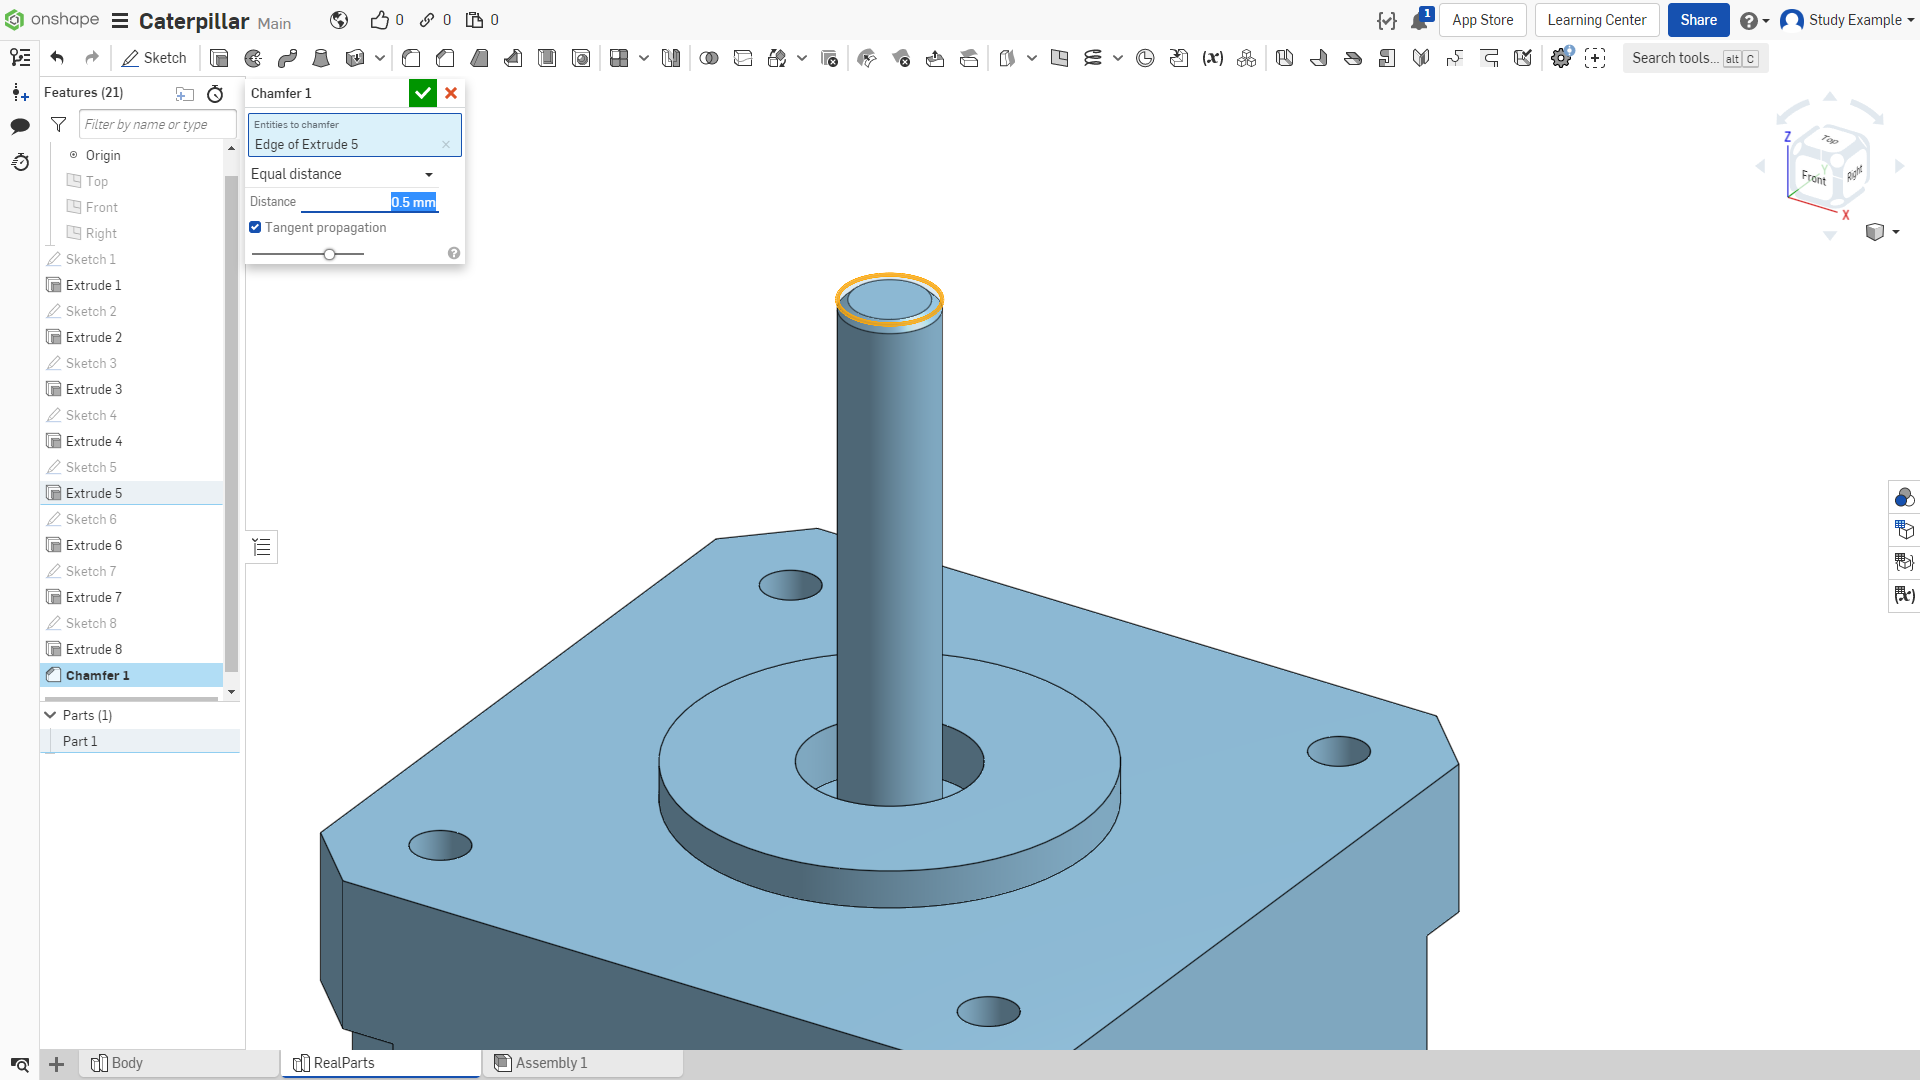 onshape
Caterpillar Main
0
0
0
1
App Store
Learning Center
Share
Study Example
Sketch
Search tools... alt C
Features (21)
Filter by name or type
Origin
Top
Front
Right
Sketch 1
Extrude 1
Sketch 2
Extrude 2
Sketch 3
Extrude 3
Sketch 4
Extrude 4
Sketch 5
Extrude 5
Sketch 6
Extrude 6
Sketch 7
Extrude 7
Sketch 8
Extrude 8
Chamfer 1
Parts (1)
Part 1
Chamfer 1
Entities to chamfer
Edge of Extrude 5
Equal distance
Distance 0.5 mm
Tangent propagation
Z
Top
Front
Right
Y
X
Body
RealParts
Assembly 1